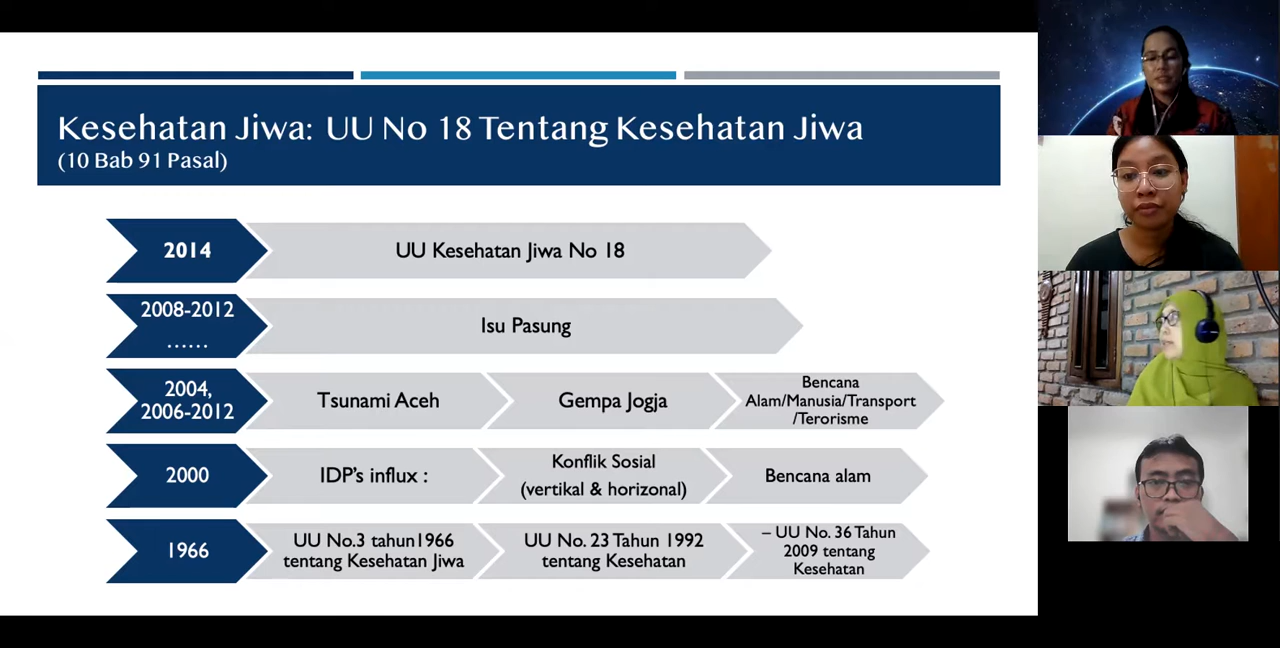 Kesehatan Jiwa: UU No 18 Tentang Kesehatan Jiwa
(10 Bab 91 Pasal)
2014
UU Kesehatan Jiwa No 18
2008-2012
......
Isu Pasung
2004,
2006-2012
Tsunami Aceh
Gempa Jogja
Bencana
Alam/Manusia/Transport
/Terorisme
2000
IDP's influx :
Konflik Sosial
(vertikal & horizonal)
Bencana alam
1966
UU No.3 tahun1966
tentang Kesehatan Jiwa
UU No. 23 Tahun 1992
tentang Kesehatan
– UU No. 36 Tahun
2009 tentang
Kesehatan